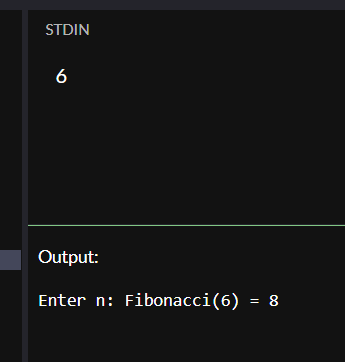 STDIN
6
Output:
Enter n: Fibonacci(6) = 8